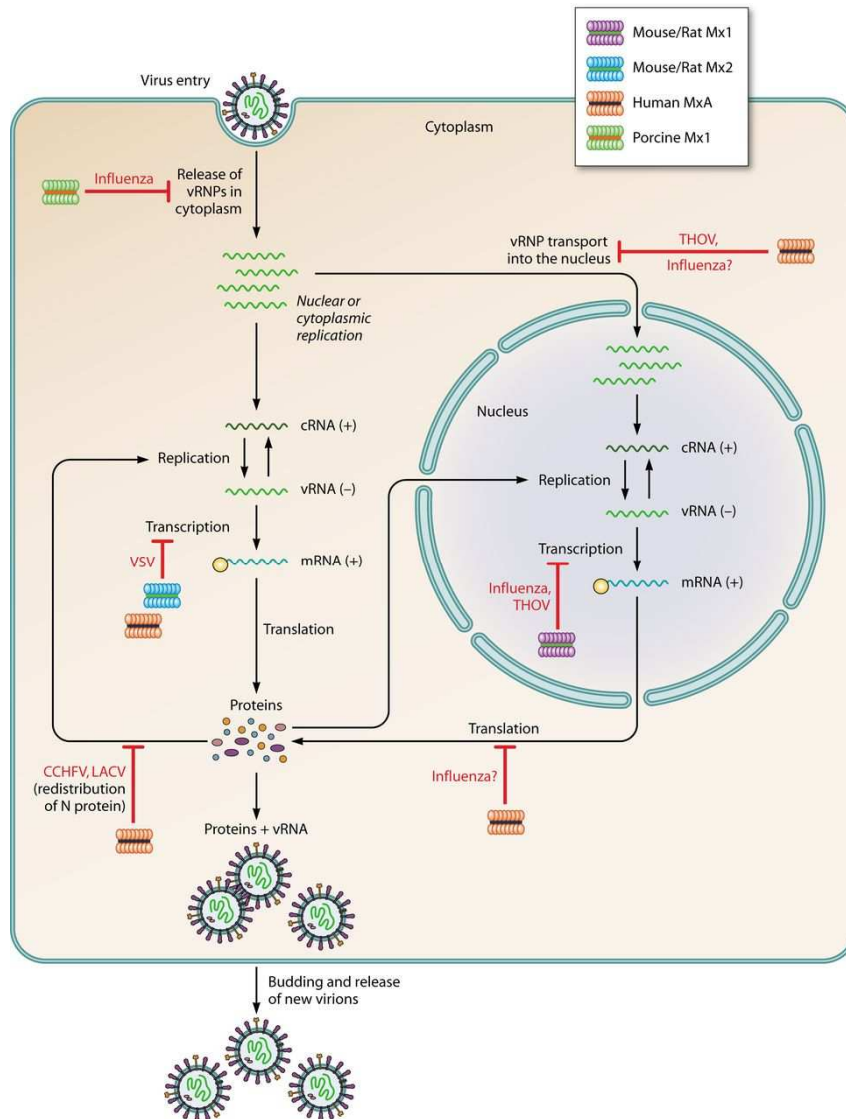 Mouse/Rat Mx1
Mouse/Rat Mx2
Human MxA
Porcine Mx1
Virus entry
Cytoplasm
Influenza
Release of
vRNPs in
cytoplasm
vRNP transport
into the nucleus
THOV,
Influenza?
Nuclear or
cytoplasmic
replication
Nucleus
cRNA (+)
Replication
vRNA (–)
Transcription
VSV
mRNA (+)
Translation
cRNA (+)
Replication
vRNA (–)
Transcription
Influenza,
THOV
mRNA (+)
Proteins
Translation
CCHFV, LACV
(redistribution
of N protein)
Influenza?
Proteins + vRNA
Budding and release
of new virions